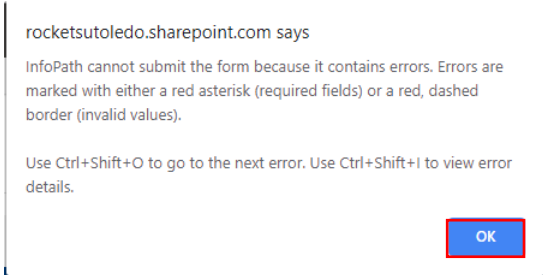 rocketsutoledo.sharepoint.com says
InfoPath cannot submit the form because it contains errors. Errors are
marked with either a red asterisk (required fields) or a red, dashed
border (invalid values).
Use Ctrl+Shift+O to go to the next error. Use Ctrl+Shift+I to view error
details.
OK